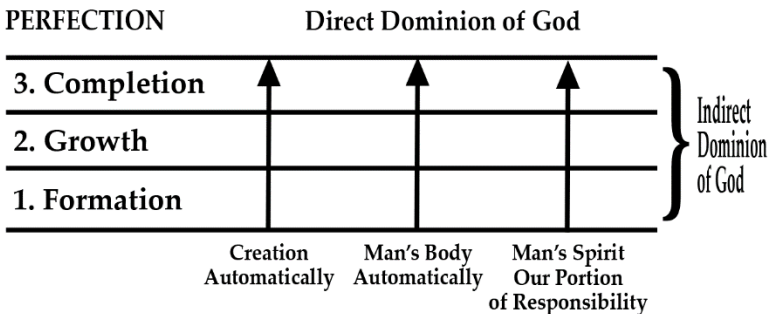 PERFECTION
Direct Dominion of God
3. Completion
2. Growth
1. Formation
Indirect
Dominion
of God
Creation
Automatically
Man's Body
Automatically
Man's Spirit
Our Portion
of Responsibility